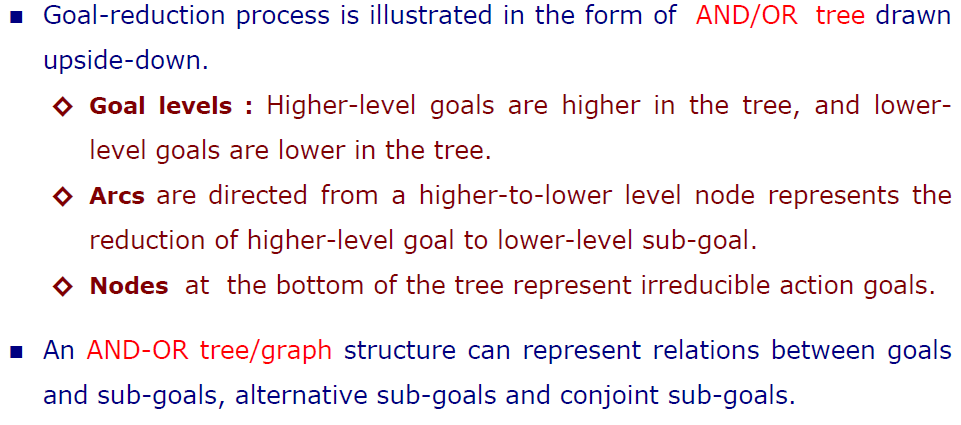 ▪ Goal-reduction process is illustrated in the form of AND/OR tree drawn
upside-down.
◇ Goal levels : Higher-level goals are higher in the tree, and lower-
level goals are lower in the tree.
◇ Arcs are directed from a higher-to-lower level node represents the
reduction of higher-level goal to lower-level sub-goal.
◇ Nodes at the bottom of the tree represent irreducible action goals.
▪ An AND-OR tree/graph structure can represent relations between goals
and sub-goals, alternative sub-goals and conjoint sub-goals.